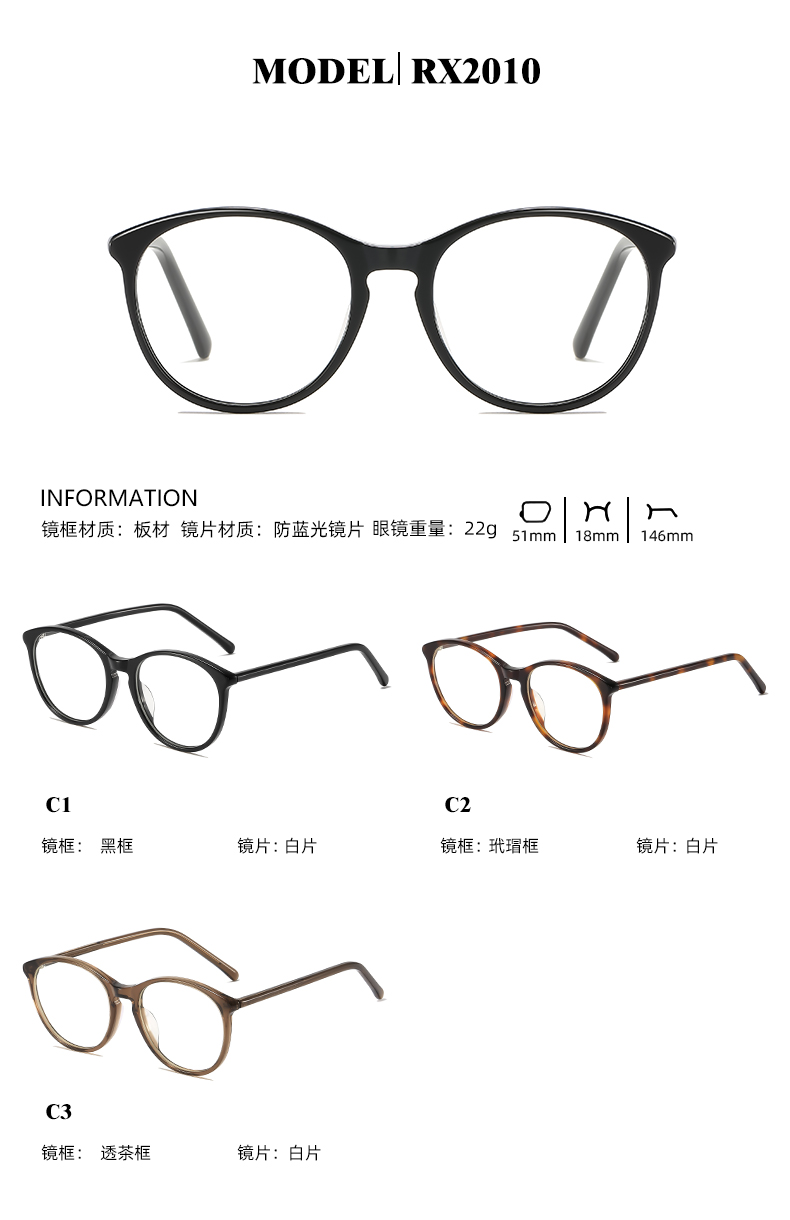 MODEL RX2010
INFORMATION
镜框材质：板材 镜片材质：防蓝光镜片 眼镜重量：22g
51mm 18mm 146mm
C1
镜框： 黑框 镜片：白片
C2
镜框：玳瑁框 镜片：白片
C3
镜框： 透茶框 镜片：白片